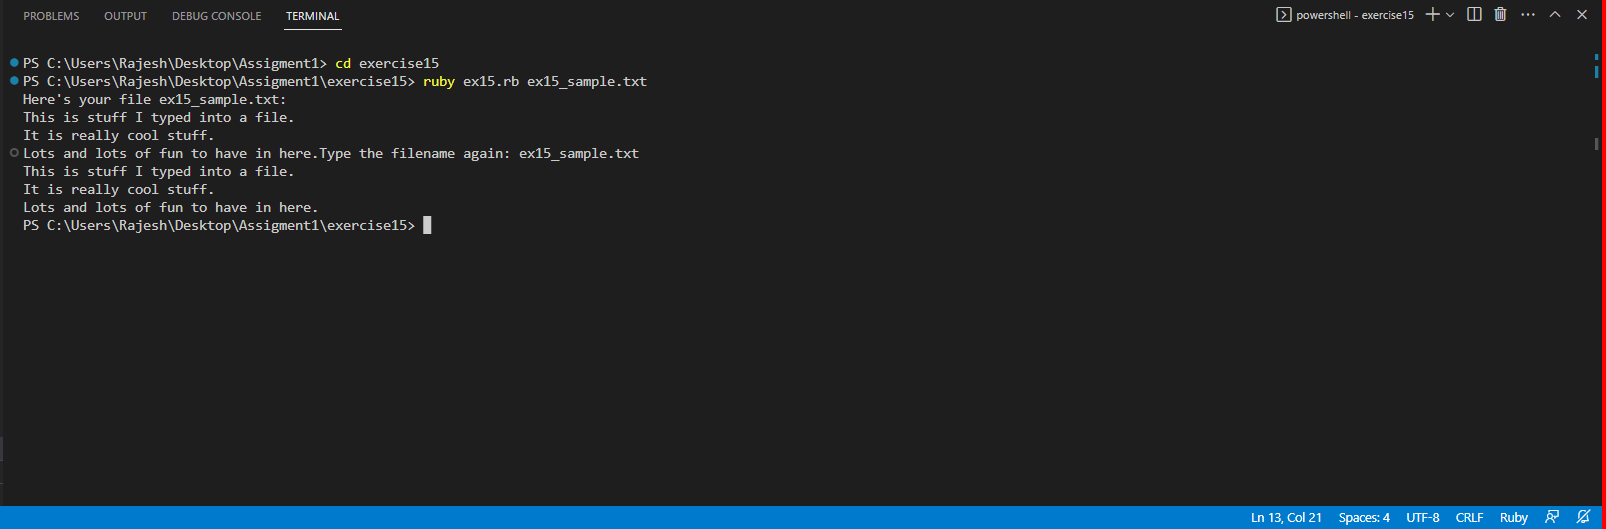 PROBLEMS OUTPUT DEBUG CONSOLE TERMINAL powershell - exercise15
PS C:\Users\Rajesh\Desktop\Assigment1> cd exercise15
PS C:\Users\Rajesh\Desktop\Assigment1\exercise15> ruby ex15.rb ex15_sample.txt
Here's your file ex15_sample.txt:
This is stuff I typed into a file.
It is really cool stuff.
Lots and lots of fun to have in here.Type the filename again: ex15_sample.txt
This is stuff I typed into a file.
It is really cool stuff.
Lots and lots of fun to have in here.
PS C:\Users\Rajesh\Desktop\Assigment1\exercise15>
Ln 13, Col 21 Spaces: 4 UTF-8 CRLF Ruby